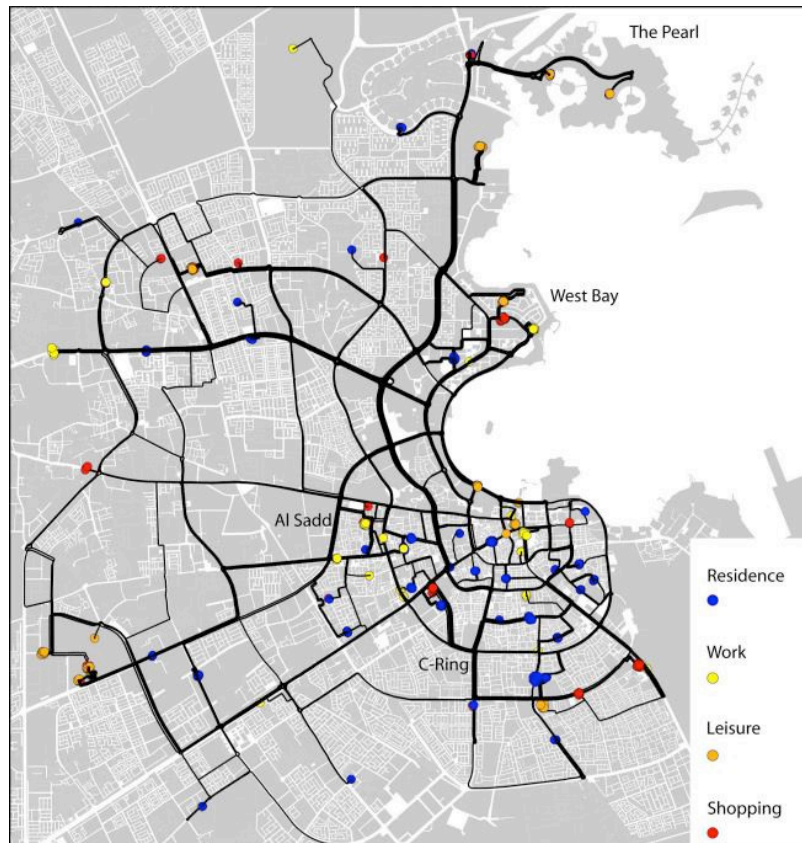 The Pearl
West Bay
Al Sadd
C-Ring
Residence
Work
Leisure
Shopping